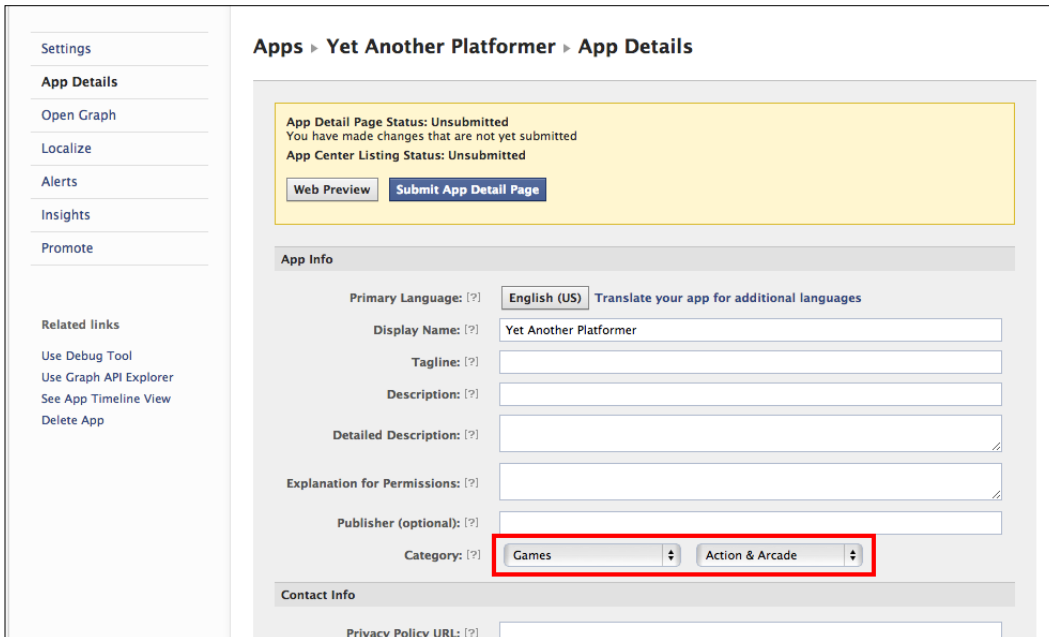 Settings
App Details
Open Graph
Localize
Alerts
Insights
Promote
Related links
Use Debug Tool
Use Graph API Explorer
See App Timeline View
Delete App
Apps ▸ Yet Another Platformer ▸ App Details
App Detail Page Status: Unsubmitted
You have made changes that are not yet submitted
App Center Listing Status: Unsubmitted
Web Preview Submit App Detail Page
App Info
Primary Language: [?] English (US) Translate your app for additional languages
Display Name: [?] Yet Another Platformer
Tagline: [?]
Description: [?]
Detailed Description: [?]
Explanation for Permissions: [?]
Publisher (optional): [?]
Category: [?] Games Action & Arcade
Contact Info
Privacy Policy URL: [?]